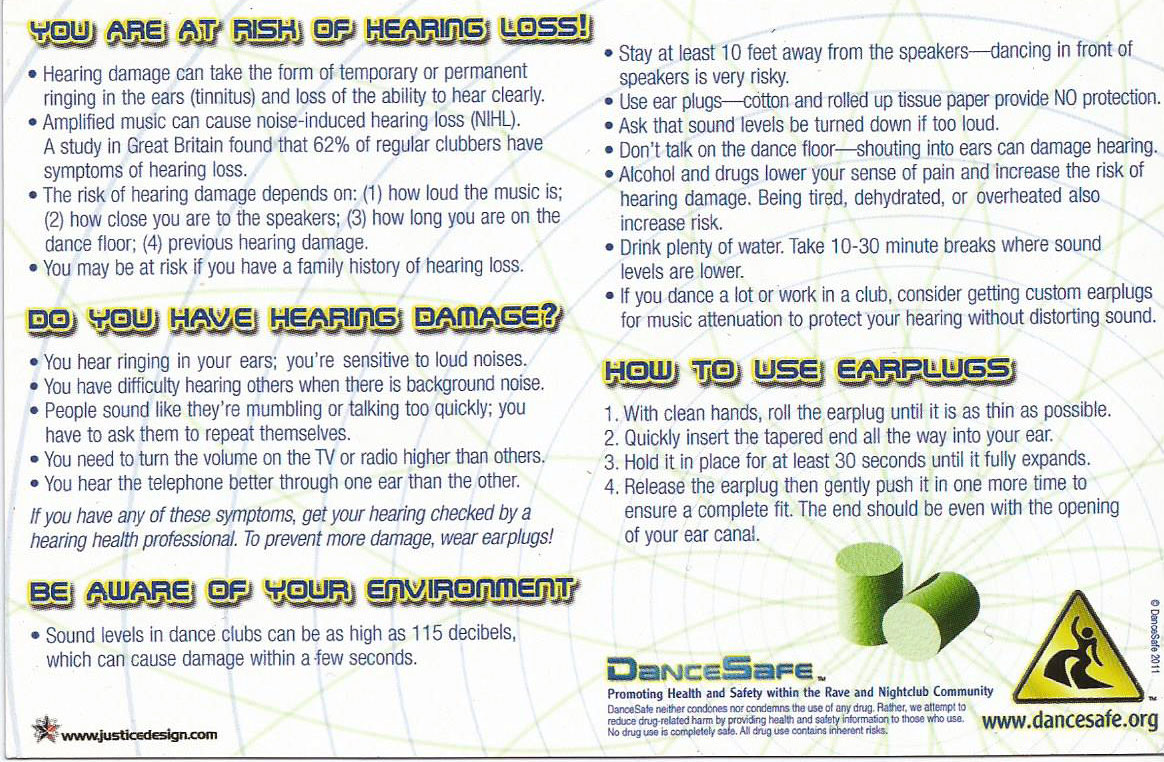 YOU ARE AT RISK OF HEARING LOSS!
• Hearing damage can take the form of temporary or permanent
ringing in the ears (tinnitus) and loss of the ability to hear clearly.
• Amplified music can cause noise-induced hearing loss (NIHL).
A study in Great Britain found that 62% of regular clubbers have
symptoms of hearing loss.
• The risk of hearing damage depends on: (1) how loud the music is;
(2) how close you are to the speakers; (3) how long you are on the
dance floor; (4) previous hearing damage.
• You may be at risk if you have a family history of hearing loss.
DO YOU HAVE HEARING DAMAGE?
• You hear ringing in your ears; you're sensitive to loud noises.
• You have difficulty hearing others when there is background noise.
• People sound like they're mumbling or talking too quickly; you
have to ask them to repeat themselves.
• You need to turn the volume on the TV or radio higher than others.
• You hear the telephone better through one ear than the other.
If you have any of these symptoms, get your hearing checked by a
hearing health professional. To prevent more damage, wear earplugs!
BE AWARE OF YOUR ENVIRONMENT
• Sound levels in dance clubs can be as high as 115 decibels,
which can cause damage within a few seconds.
www.justicedesign.com
• Stay at least 10 feet away from the speakers—dancing in front of
speakers is very risky.
• Use ear plugs—cotton and rolled up tissue paper provide NO protection.
• Ask that sound levels be turned down if too loud.
• Don't talk on the dance floor—shouting into ears can damage hearing.
• Alcohol and drugs lower your sense of pain and increase the risk of
hearing damage. Being tired, dehydrated, or overheated also
increase risk.
• Drink plenty of water. Take 10-30 minute breaks where sound
levels are lower.
• If you dance a lot or work in a club, consider getting custom earplugs
for music attenuation to protect your hearing without distorting sound.
HOW TO USE EARPLUGS
1. With clean hands, roll the earplug until it is as thin as possible.
2. Quickly insert the tapered end all the way into your ear.
3. Hold it in place for at least 30 seconds until it fully expands.
4. Release the earplug then gently push it in one more time to
ensure a complete fit. The end should be even with the opening
of your ear canal.
DANCESAFE™
Promoting Health and Safety within the Rave and Nightclub Community
DanceSafe neither condones nor condemns the use of any drug. Rather, we attempt to
reduce drug-related harm by providing health and safety information to those who use.
No drug use is completely safe. All drug use contains inherent risks.
™
www.dancesafe.org
© DanceSafe 2011